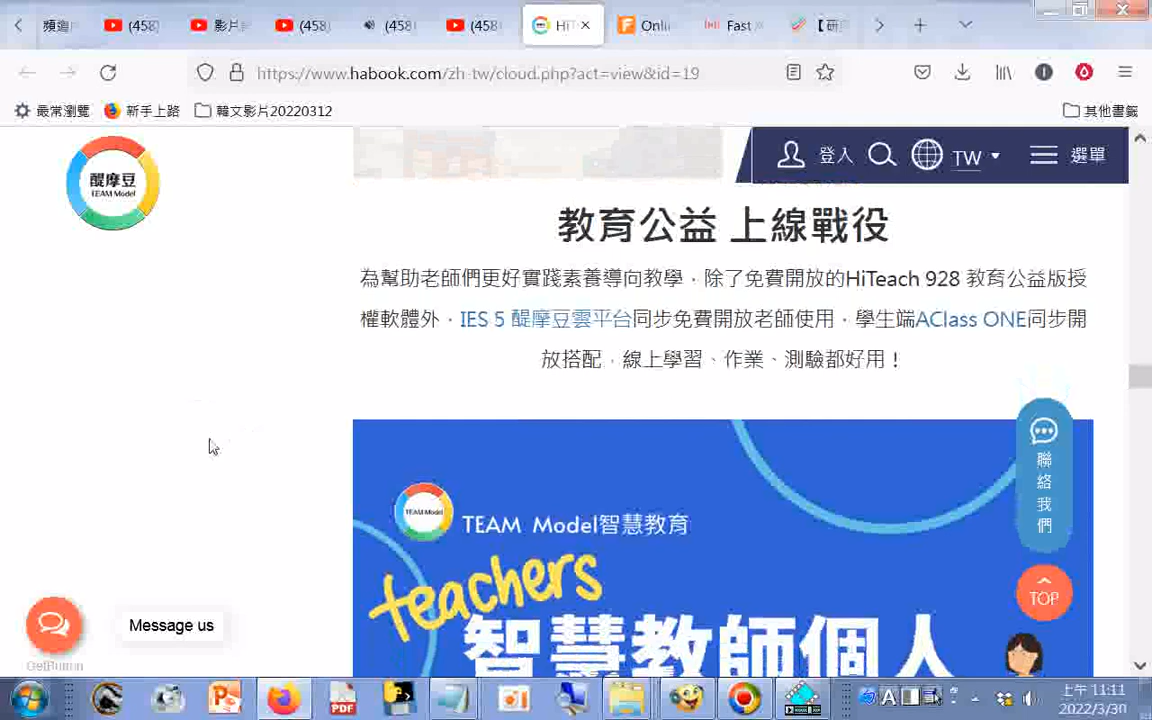 頻道
(458)
影片
(458)
(458)
(458)
HiT
Onli
Fast
【研
https://www.habook.com/zh-tw/cloud.php?act=view&id=19
最常瀏覽
新手上路
韓文影片20220312
其他書籤
醍摩豆
TEAM Model
登入
TW
選單
教育公益 上線戰役
為幫助老師們更好實踐素養導向教學，除了免費開放的HiTeach 928 教育公益版授
權軟體外，IES 5 醍摩豆雲平台同步免費開放老師使用，學生端AClass ONE同步開
放搭配，線上學習、作業、測驗都好用！
聯絡我們
TEAM Model
TEAM Model智慧教育
teachers
智慧教師個人
TOP
Message us
GetButton
上午 11:11
2022/3/30